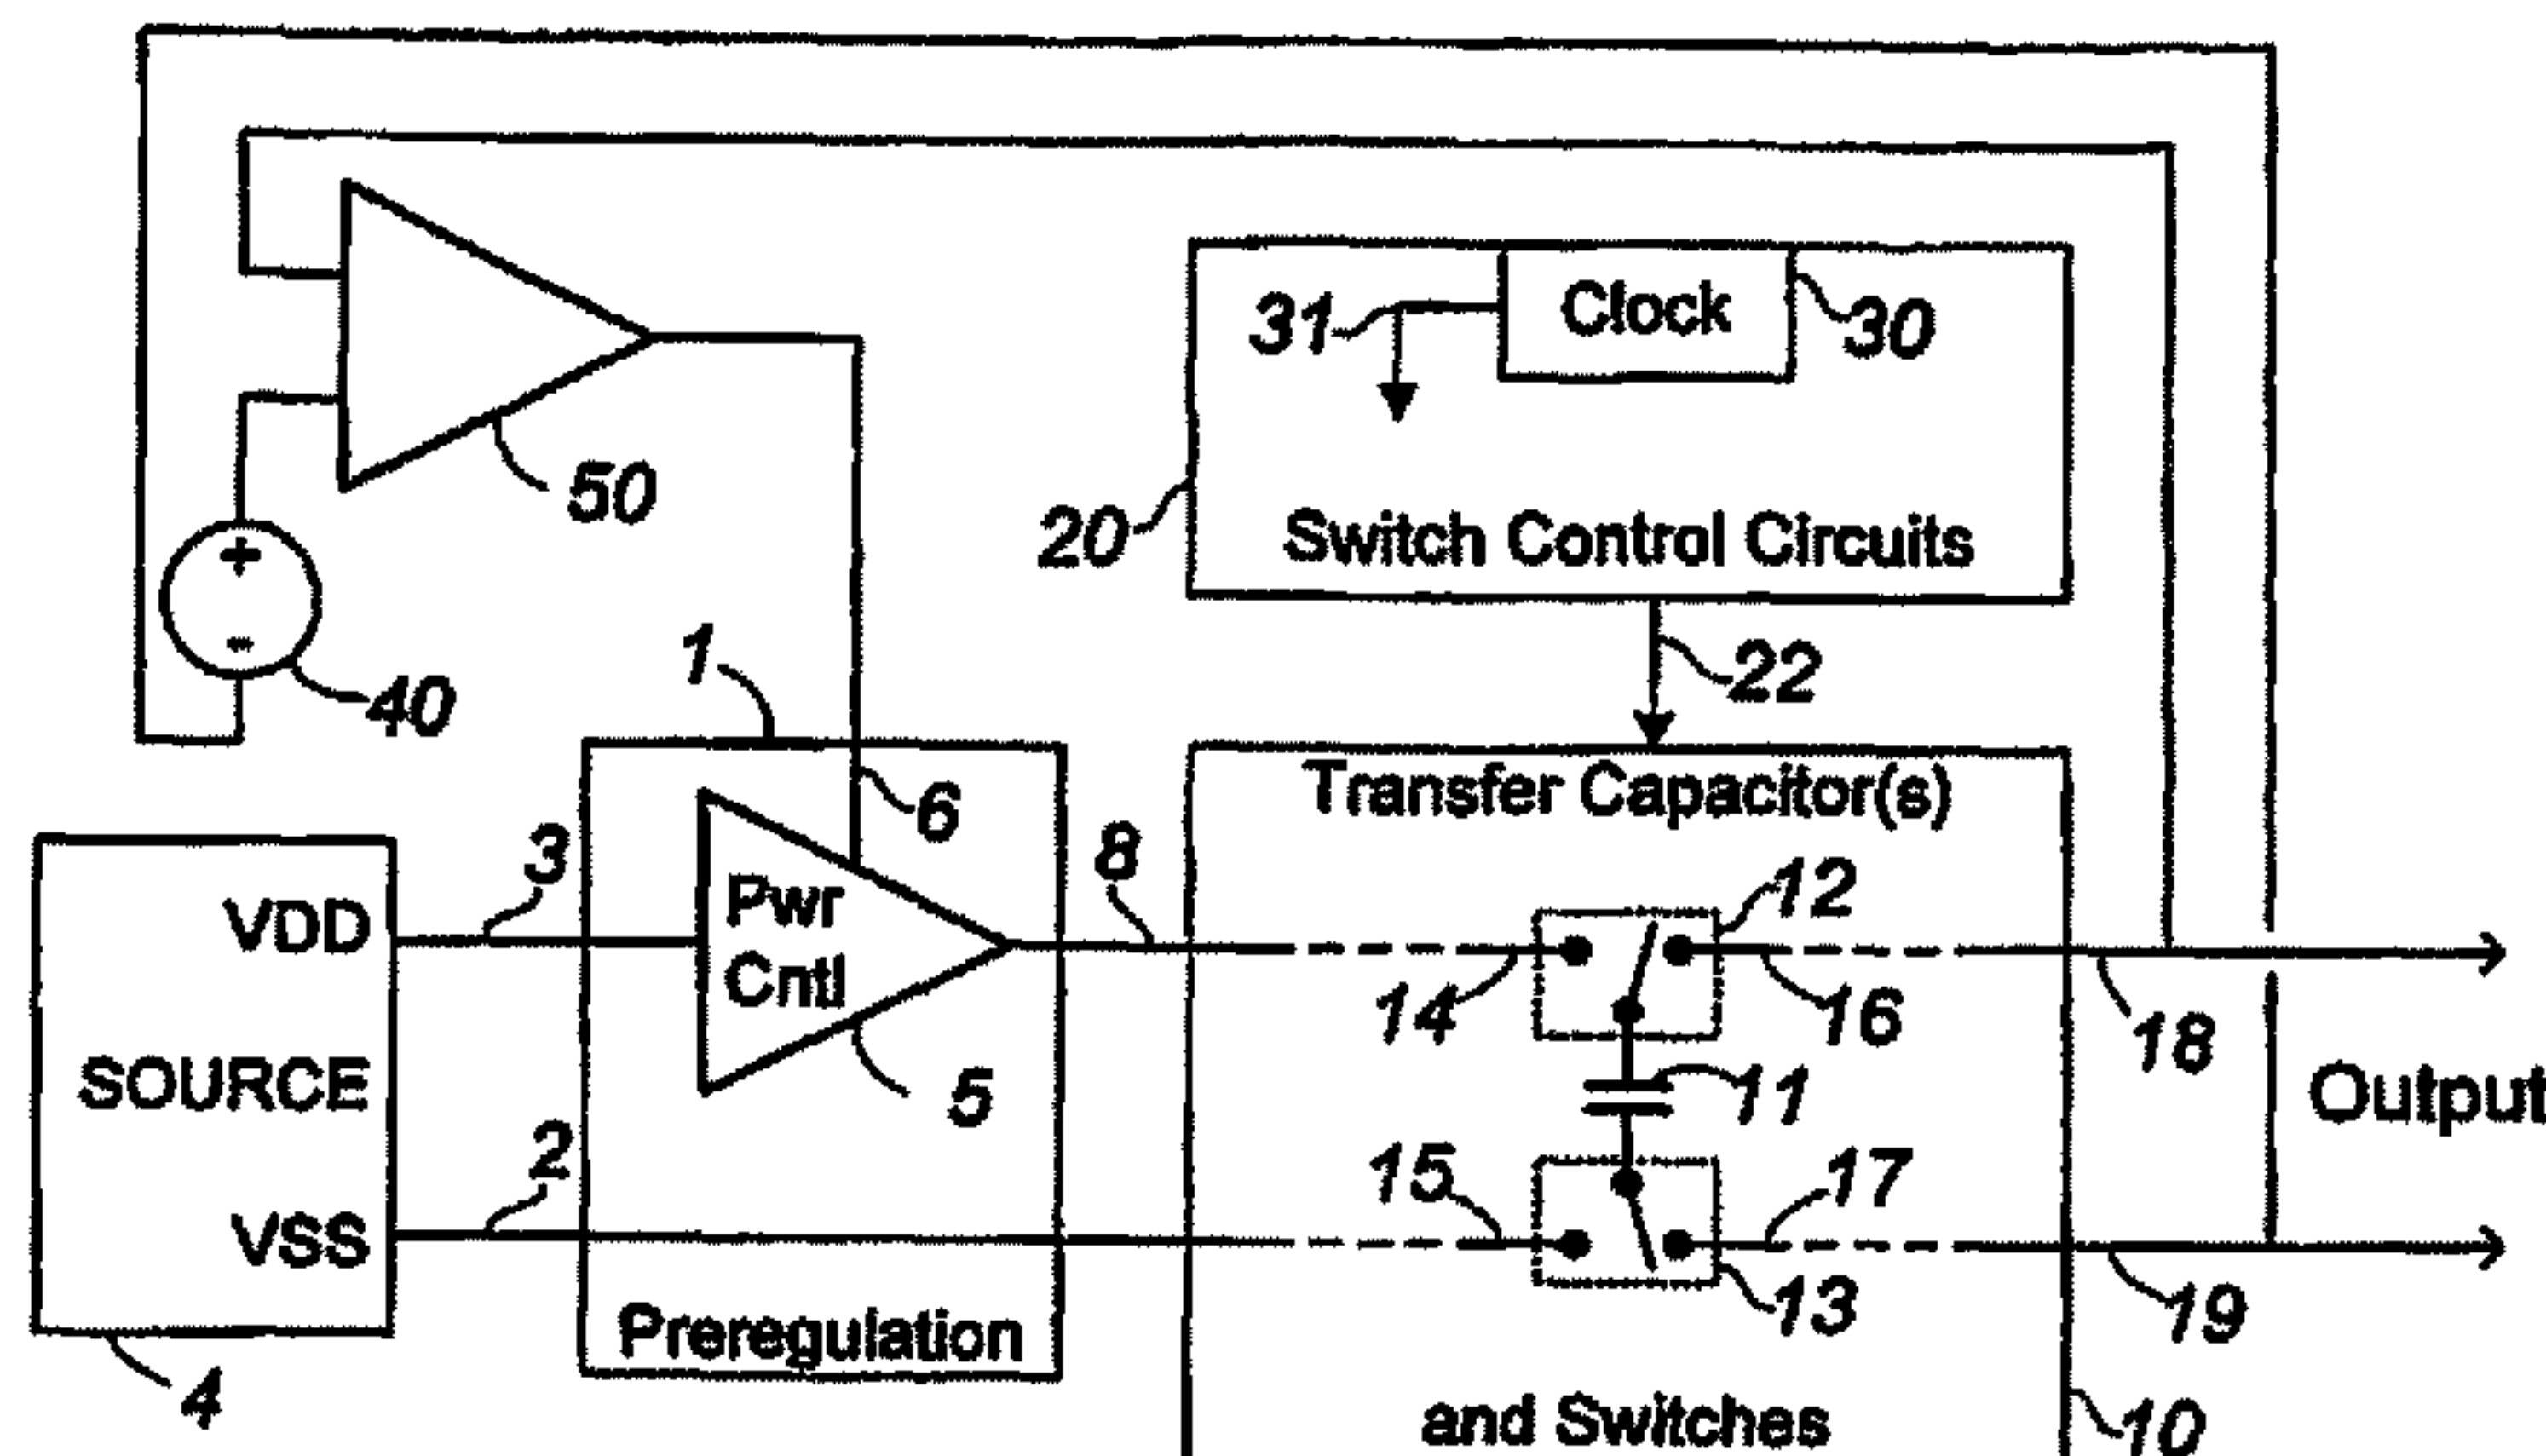 Clock
31
30
50
20
Switch Control Circuits
+
-
40
1
22
6
Transfer Capacitor(s)
3
8
12
VDD
Pwr
Cntl
14
16
18
SOURCE
5
11
Output
2
15
17
VSS
13
19
Preregulation
4
and Switches
10